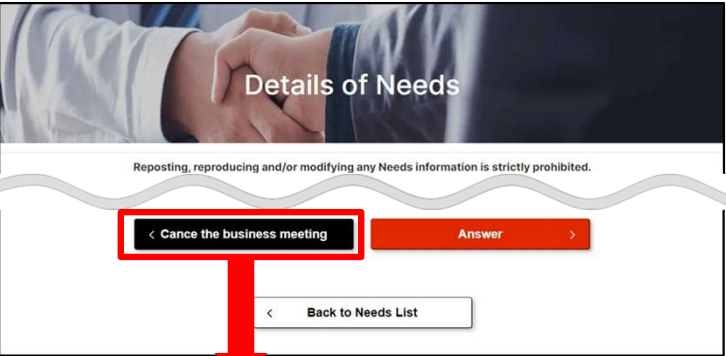 Details of Needs
Reposting, reproducing and/or modifying any Needs information is strictly prohibited.
< Cance the business meeting
Answer >
< Back to Needs List